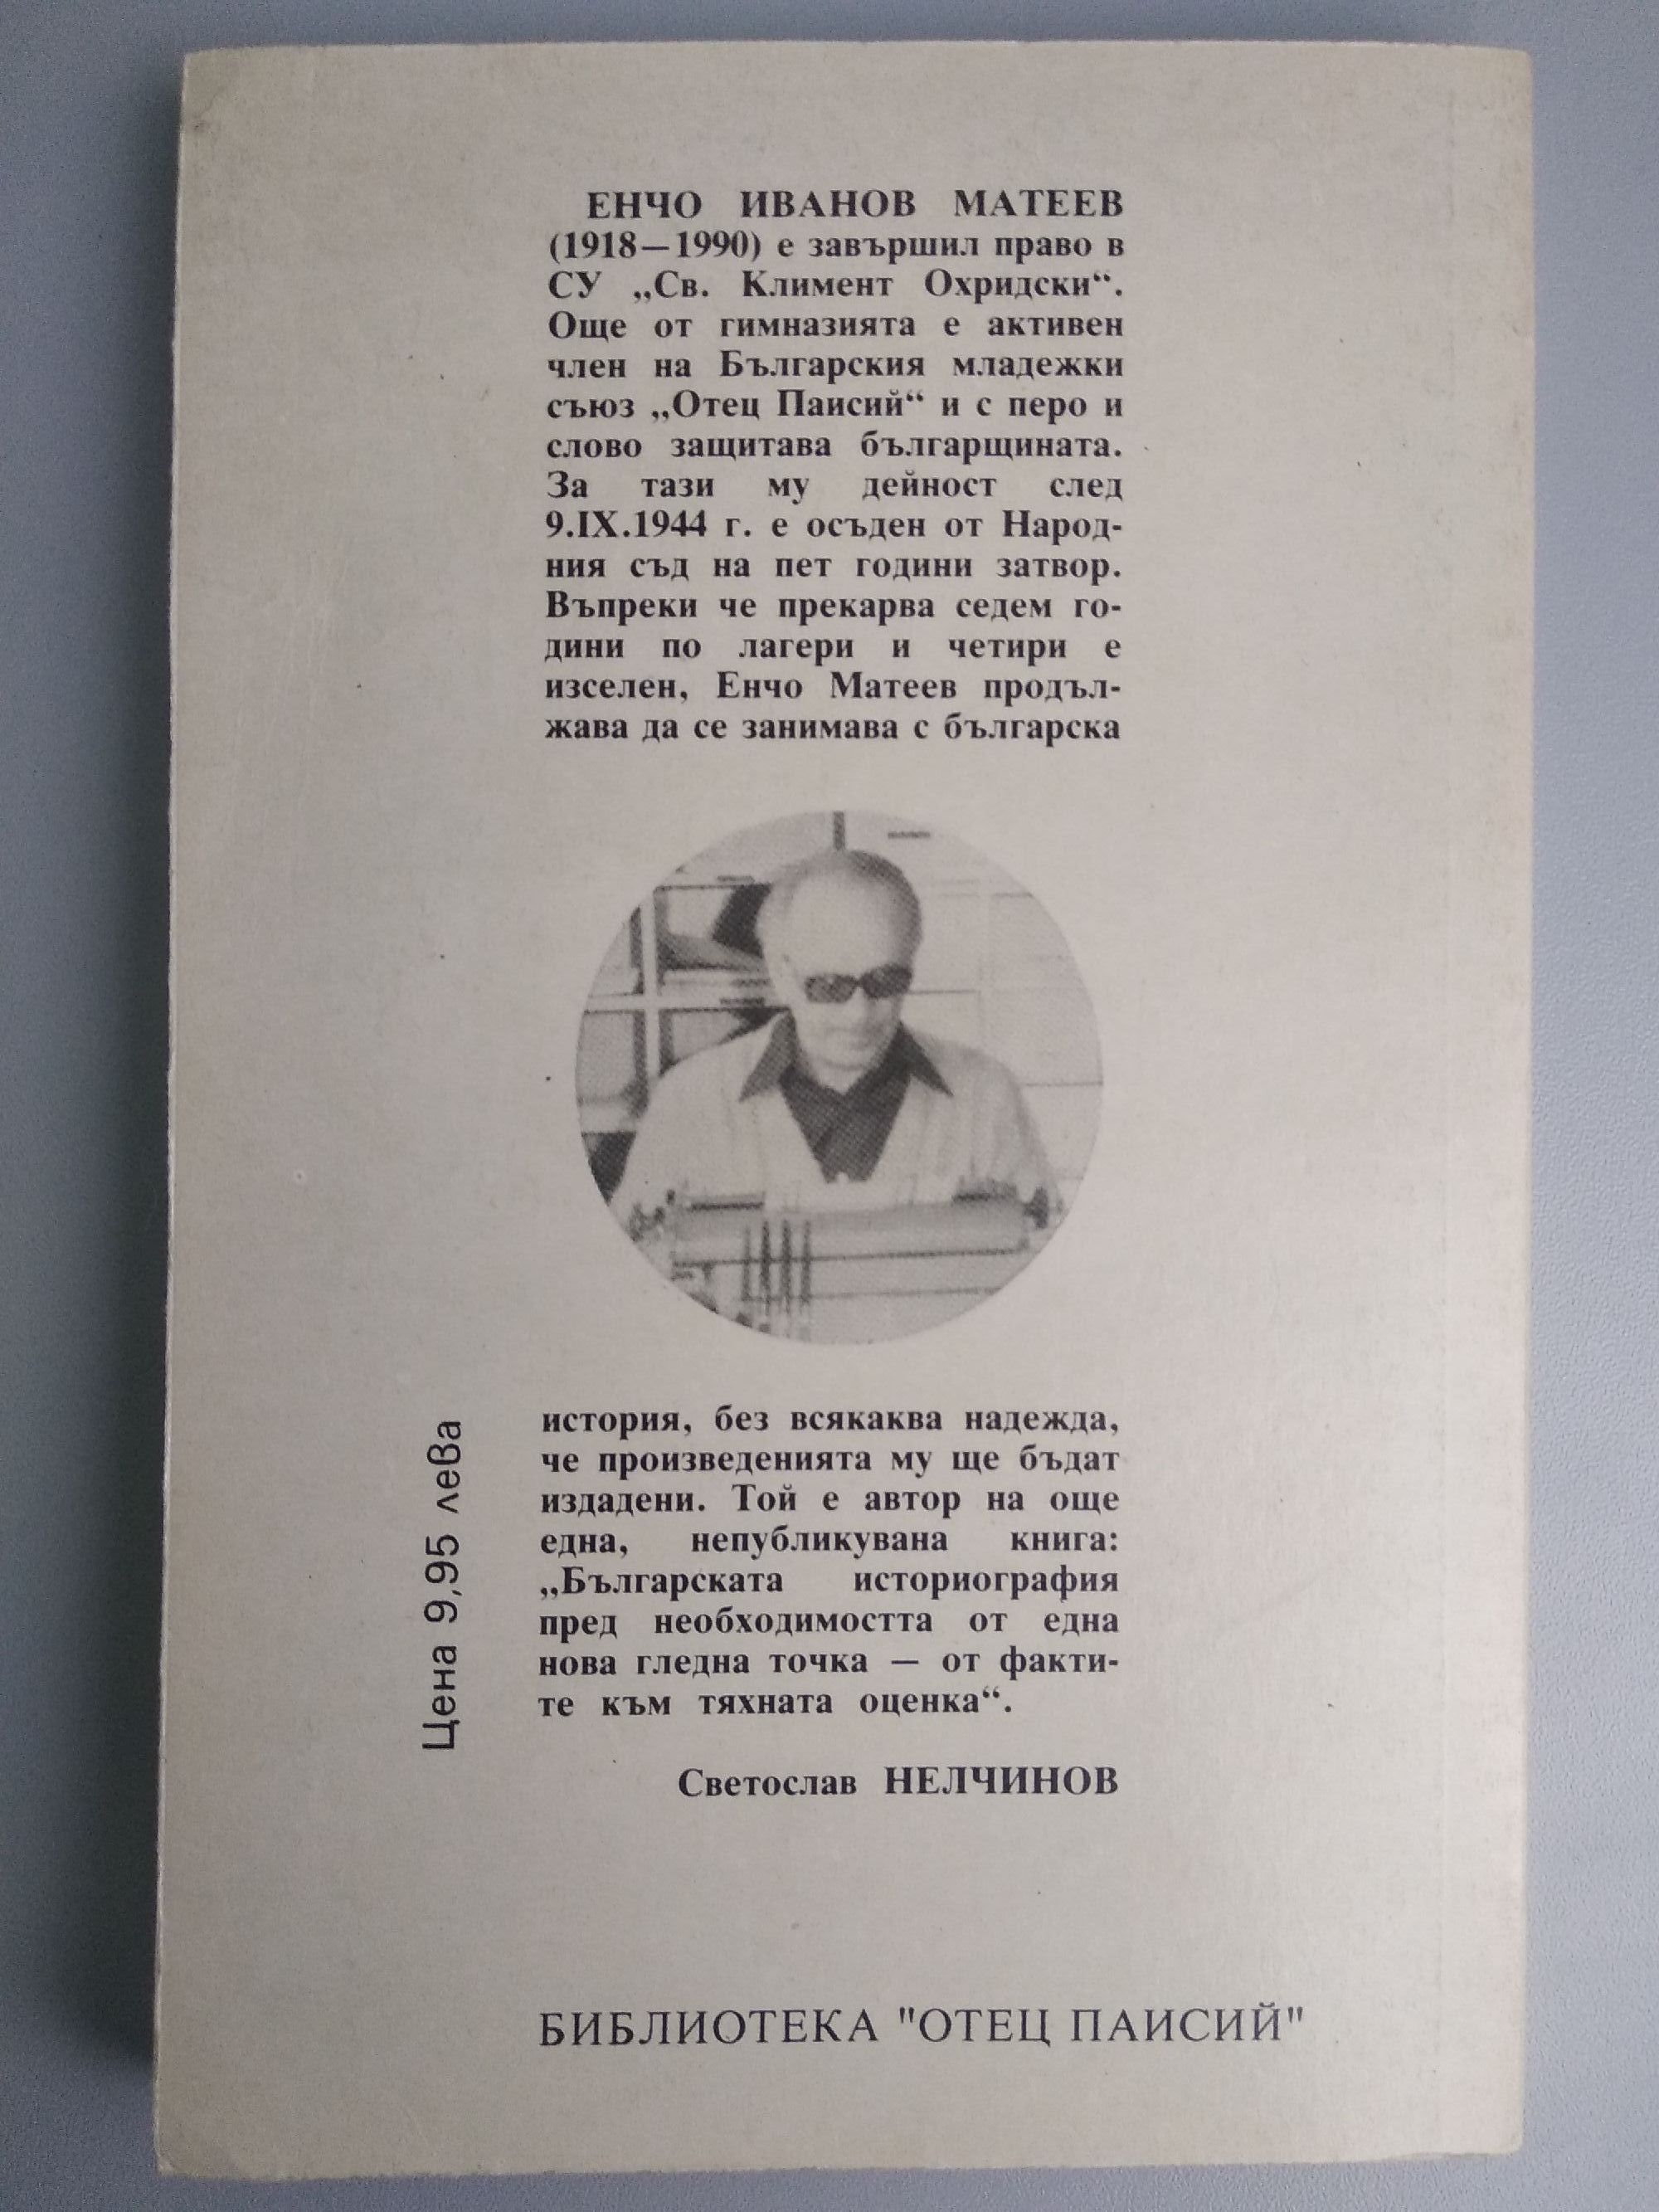 ЕНЧО ИВАНОВ МАТЕЕВ
(1918—1990) е завършил право в
СУ „Св. Климент Охридски“.
Още от гимназията е активен
член на Българския младежки
съюз „Отец Паисий“ и с перо и
слово защитава българщината.
За тази му дейност след
9.IX.1944 г. е осъден от Народ-
ния съд на пет години затвор.
Въпреки че прекарва седем го-
дини по лагери и четири е
изселен, Енчо Матеев продъл-
жава да се занимава с българска
история, без всякаква надежда,
че произведенията му ще бъдат
издадени. Той е автор на още
една, непубликувана книга:
„Българската историография
пред необходимостта от една
нова гледна точка — от факти-
те към тяхната оценка“.
Светослав НЕЛЧИНОВ
Цена 9,95 лева
БИБЛИОТЕКА "ОТЕЦ ПАИСИЙ"